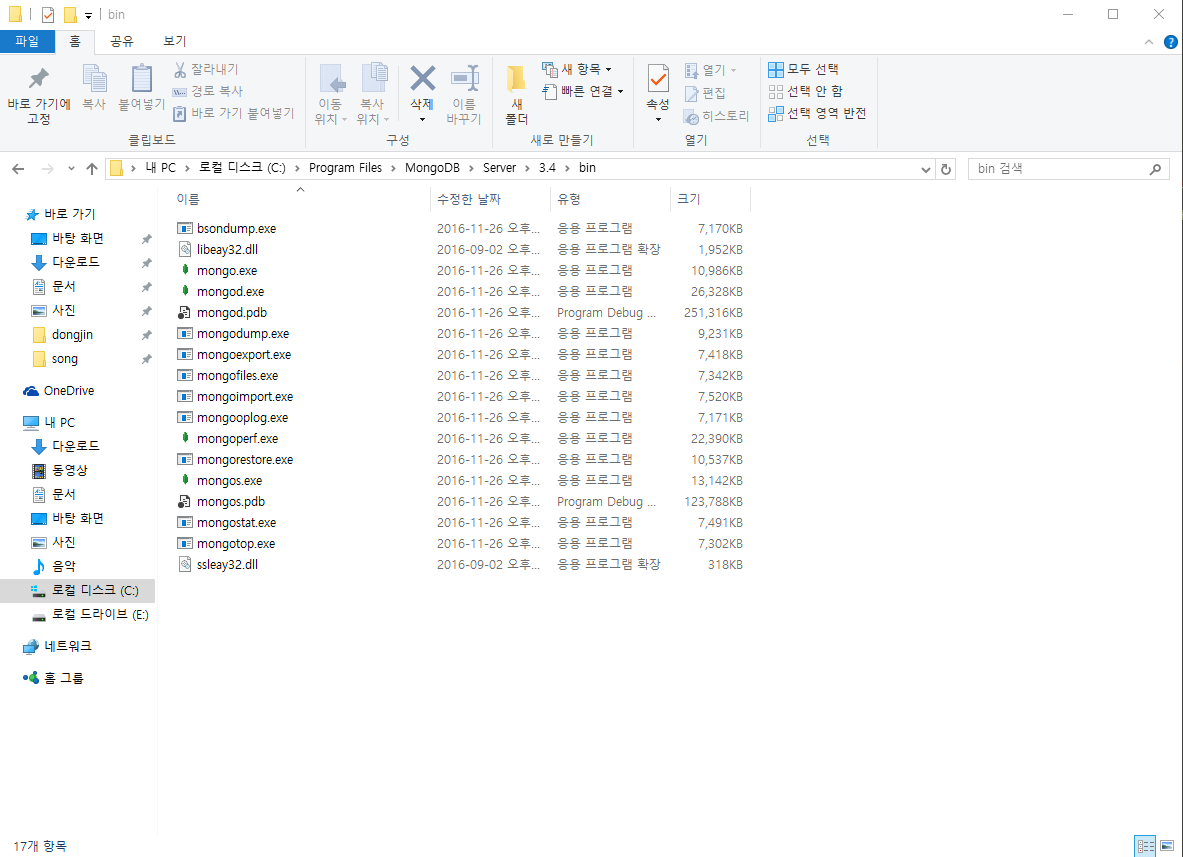 bin
파일 홈 공유 보기
바로 가기에 고정
복사
붙여넣기
잘라내기
경로 복사
바로 가기 붙여넣기
클립보드
이동 위치
복사 위치
삭제
이름 바꾸기
구성
새 폴더
새 항목
빠른 연결
새로 만들기
속성
열기
편집
히스토리
열기
모두 선택
선택 안 함
선택 영역 반전
선택
내 PC > 로컬 디스크 (C:) > Program Files > MongoDB > Server > 3.4 > bin
bin 검색
바로 가기
바탕 화면
다운로드
문서
사진
dongjin
song
OneDrive
내 PC
다운로드
동영상
문서
바탕 화면
사진
음악
로컬 디스크 (C:)
로컬 드라이브 (E:)
네트워크
홈 그룹
이름 수정한 날짜 유형 크기
bsondump.exe 2016-11-26 오후... 응용 프로그램 7,170KB
libeay32.dll 2016-09-02 오후... 응용 프로그램 확장 1,952KB
mongo.exe 2016-11-26 오후... 응용 프로그램 10,986KB
mongod.exe 2016-11-26 오후... 응용 프로그램 26,328KB
mongod.pdb 2016-11-26 오후... Program Debug ... 251,316KB
mongodump.exe 2016-11-26 오후... 응용 프로그램 9,231KB
mongoexport.exe 2016-11-26 오후... 응용 프로그램 7,418KB
mongofiles.exe 2016-11-26 오후... 응용 프로그램 7,342KB
mongoimport.exe 2016-11-26 오후... 응용 프로그램 7,520KB
mongooplog.exe 2016-11-26 오후... 응용 프로그램 7,171KB
mongoperf.exe 2016-11-26 오후... 응용 프로그램 22,390KB
mongorestore.exe 2016-11-26 오후... 응용 프로그램 10,537KB
mongos.exe 2016-11-26 오후... 응용 프로그램 13,142KB
mongos.pdb 2016-11-26 오후... Program Debug ... 123,788KB
mongostat.exe 2016-11-26 오후... 응용 프로그램 7,491KB
mongotop.exe 2016-11-26 오후... 응용 프로그램 7,302KB
ssleay32.dll 2016-09-02 오후... 응용 프로그램 확장 318KB
17개 항목